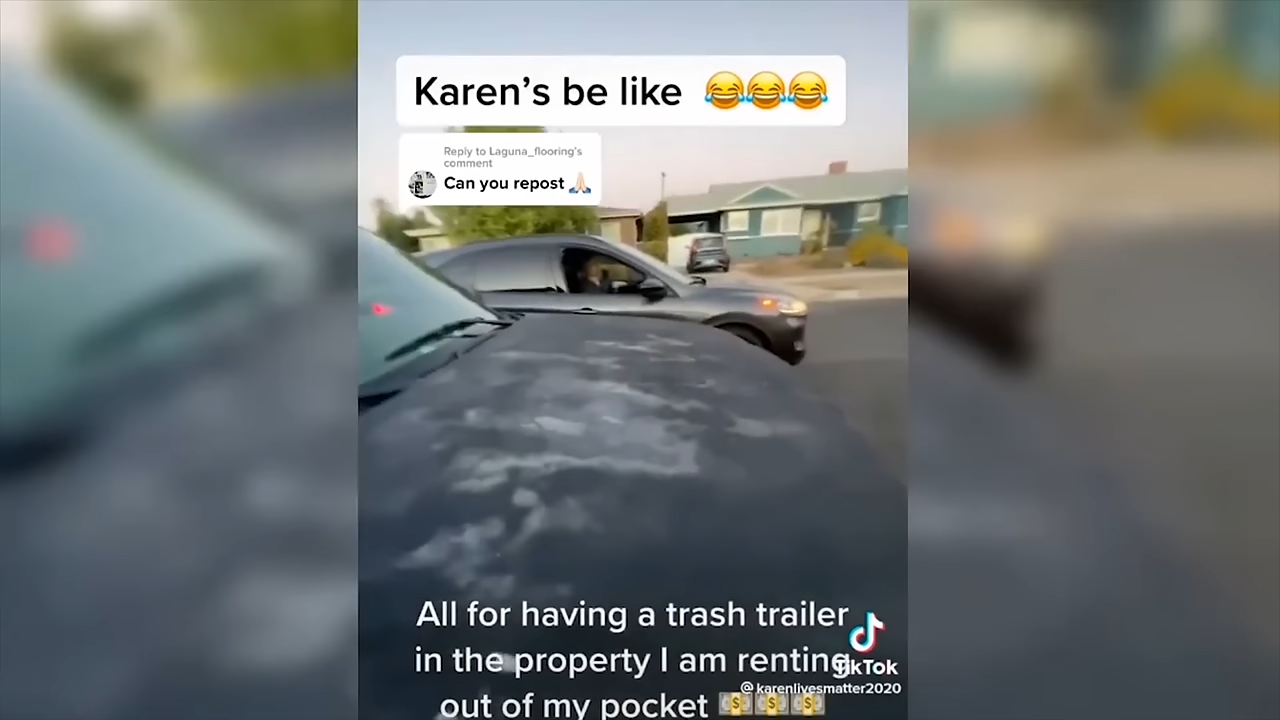 Karen's be like 😂😂😂
Reply to Laguna_flooring's
comment
Can you repost 🙏🏻
All for having a trash trailer
in the property I am renting
out of my pocket 💵💵💵
TikTok
@karenlivesmatter2020